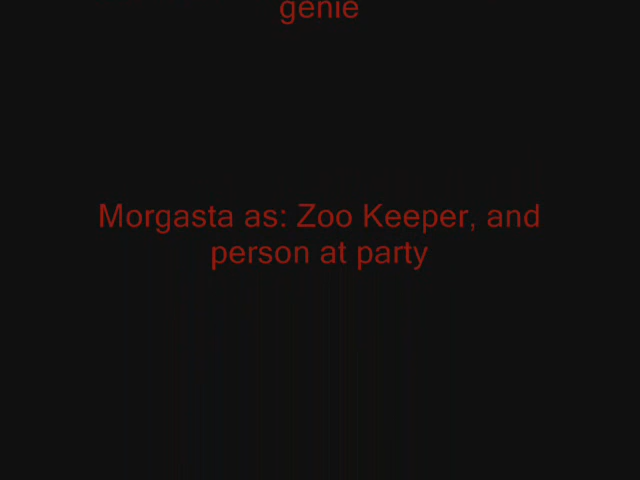 genie
Morgasta as: Zoo Keeper, and
person at party